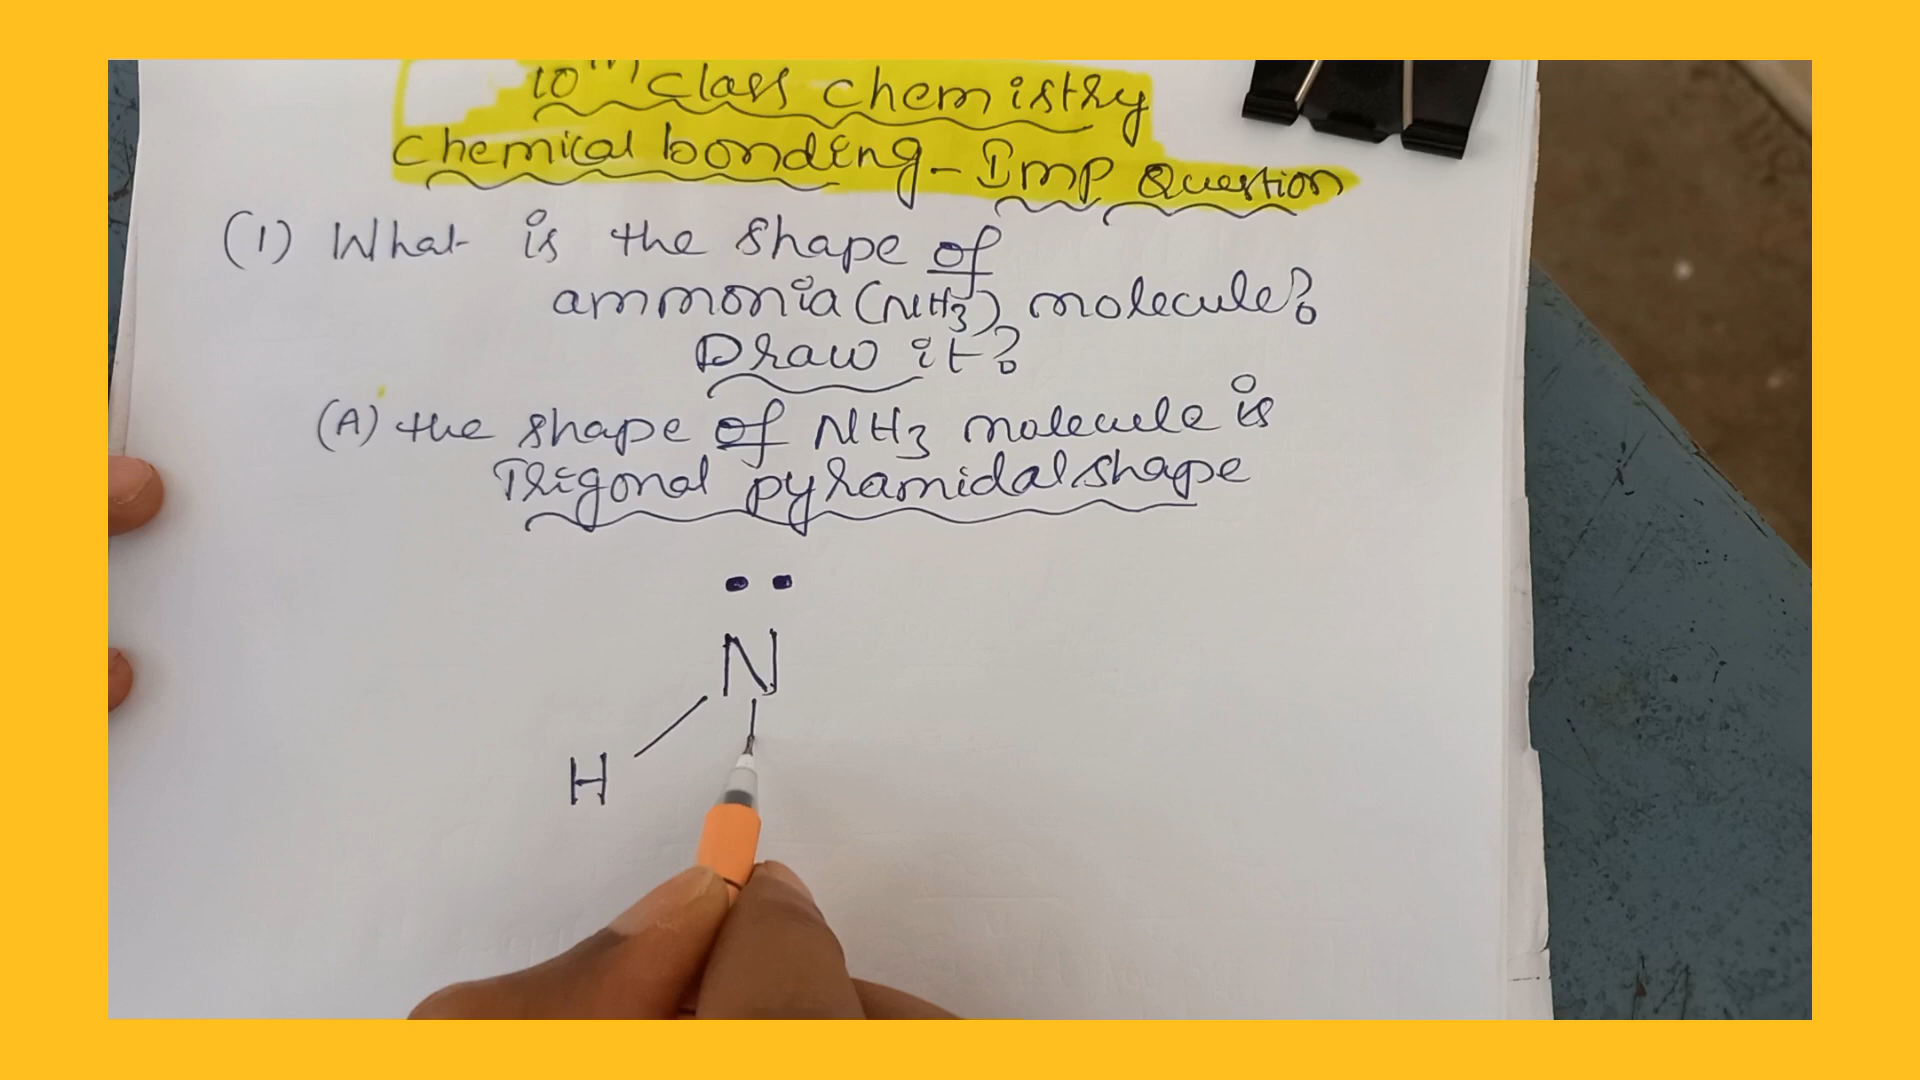 10th class chemistry
chemical bonding - Imp Question
(1) What is the shape of
ammonia (NH3) molecule?
Draw it?
(A) the shape of NH3 molecule is
Trigonal pyramidal shape
N
H